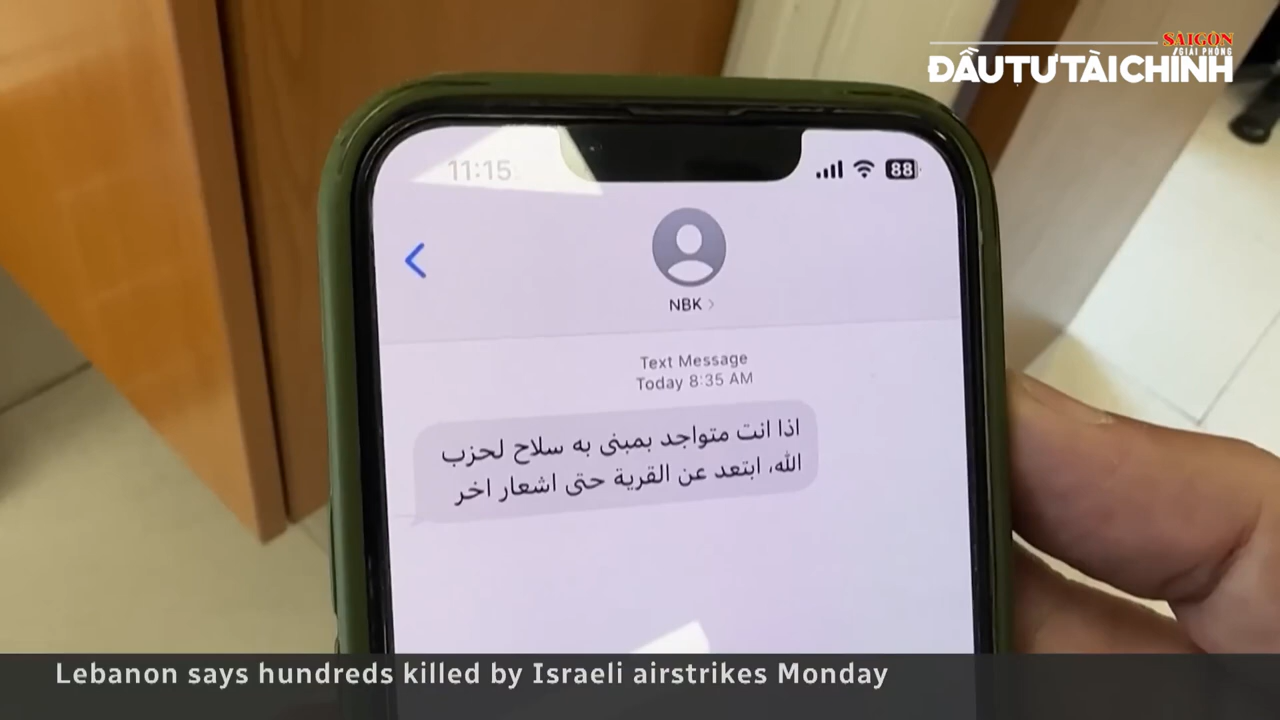 SÀIGÒN
GIẢI PHÓNG
ĐẦU TƯ TÀI CHÍNH
11:15
88
NBK
Text Message
Today 8:35 AM
اذا انت متواجد بمبنى به سلاح لحزب
الله، ابتعد عن القرية حتى اشعار اخر
Lebanon says hundreds killed by Israeli airstrikes Monday